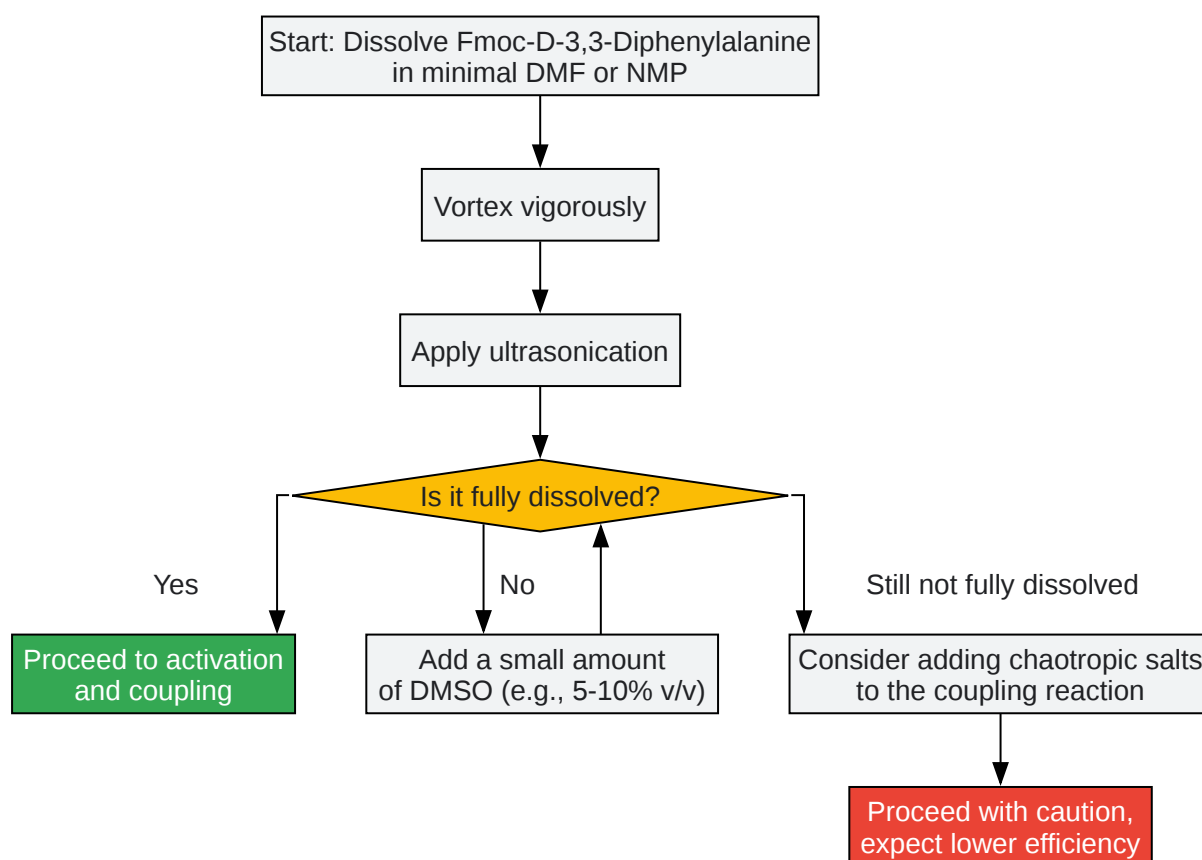 Start: Dissolve Fmoc-D-3,3-Diphenylalanine
in minimal DMF or NMP
Vortex vigorously
Apply ultrasonication
Is it fully dissolved?
Yes
No
Still not fully dissolved
Proceed to activation
and coupling
Add a small amount
of DMSO (e.g., 5-10% v/v)
Consider adding chaotropic salts
to the coupling reaction
Proceed with caution,
expect lower efficiency